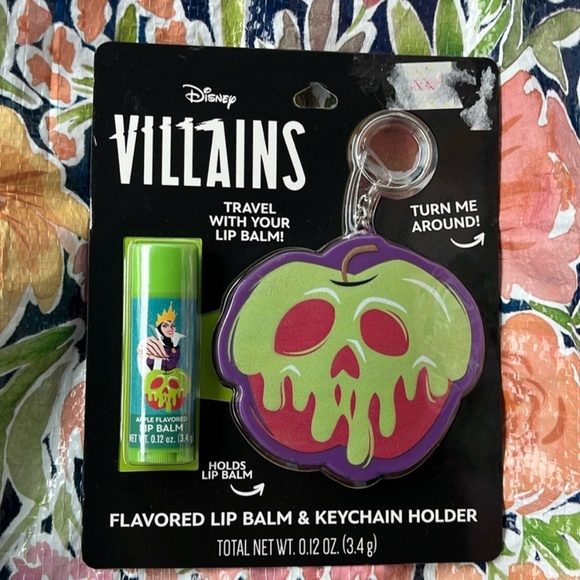 Disney
VILLAINS
TRAVEL
WITH YOUR
LIP BALM!
TURN ME
AROUND!
APPLE FLAVORED
LIP BALM
NET WT. 0.12 oz. (3.4 g
HOLDS
LIP BALM
FLAVORED LIP BALM & KEYCHAIN HOLDER
TOTAL NET WT. 0.12 OZ. (3.4 g)